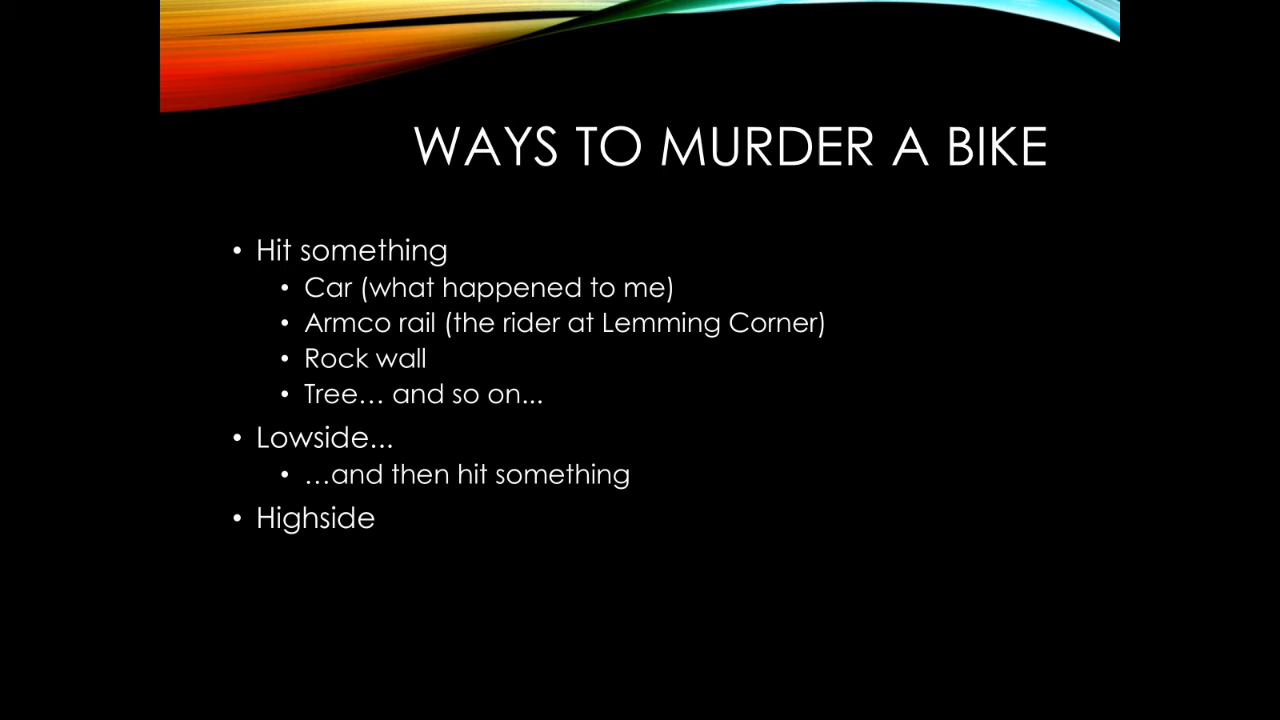 WAYS TO MURDER A BIKE
• Hit something
• Car (what happened to me)
• Armco rail (the rider at Lemming Corner)
• Rock wall
• Tree… and so on...
• Lowside...
• …and then hit something
• Highside